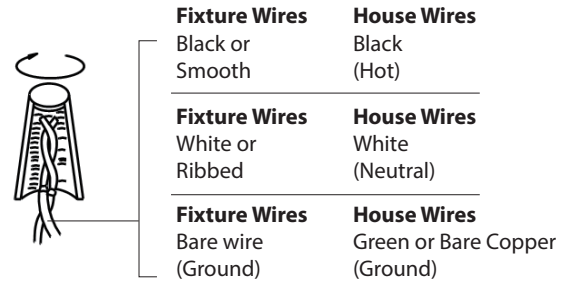 Fixture Wires House Wires
Black or Black
Smooth (Hot)
Fixture Wires House Wires
White or White
Ribbed (Neutral)
Fixture Wires House Wires
Bare wire Green or Bare Copper
(Ground) (Ground)